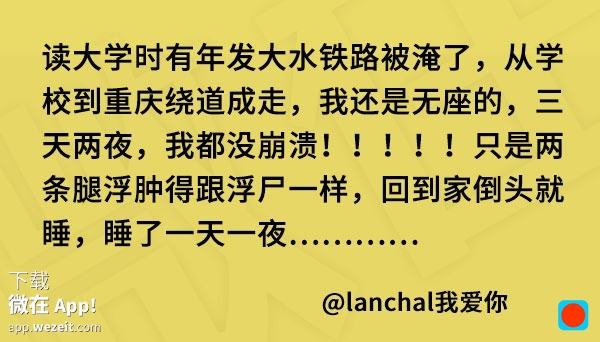 读大学时有年发大水铁路被淹了，从学
校到重庆绕道成走，我还是无座的，三
天两夜，我都没崩溃！！！！！只是两
条腿浮肿得跟浮尸一样，回到家倒头就
睡，睡了一天一夜…………
@lanchal我爱你
下载
微在 App!
app.wezeit.com